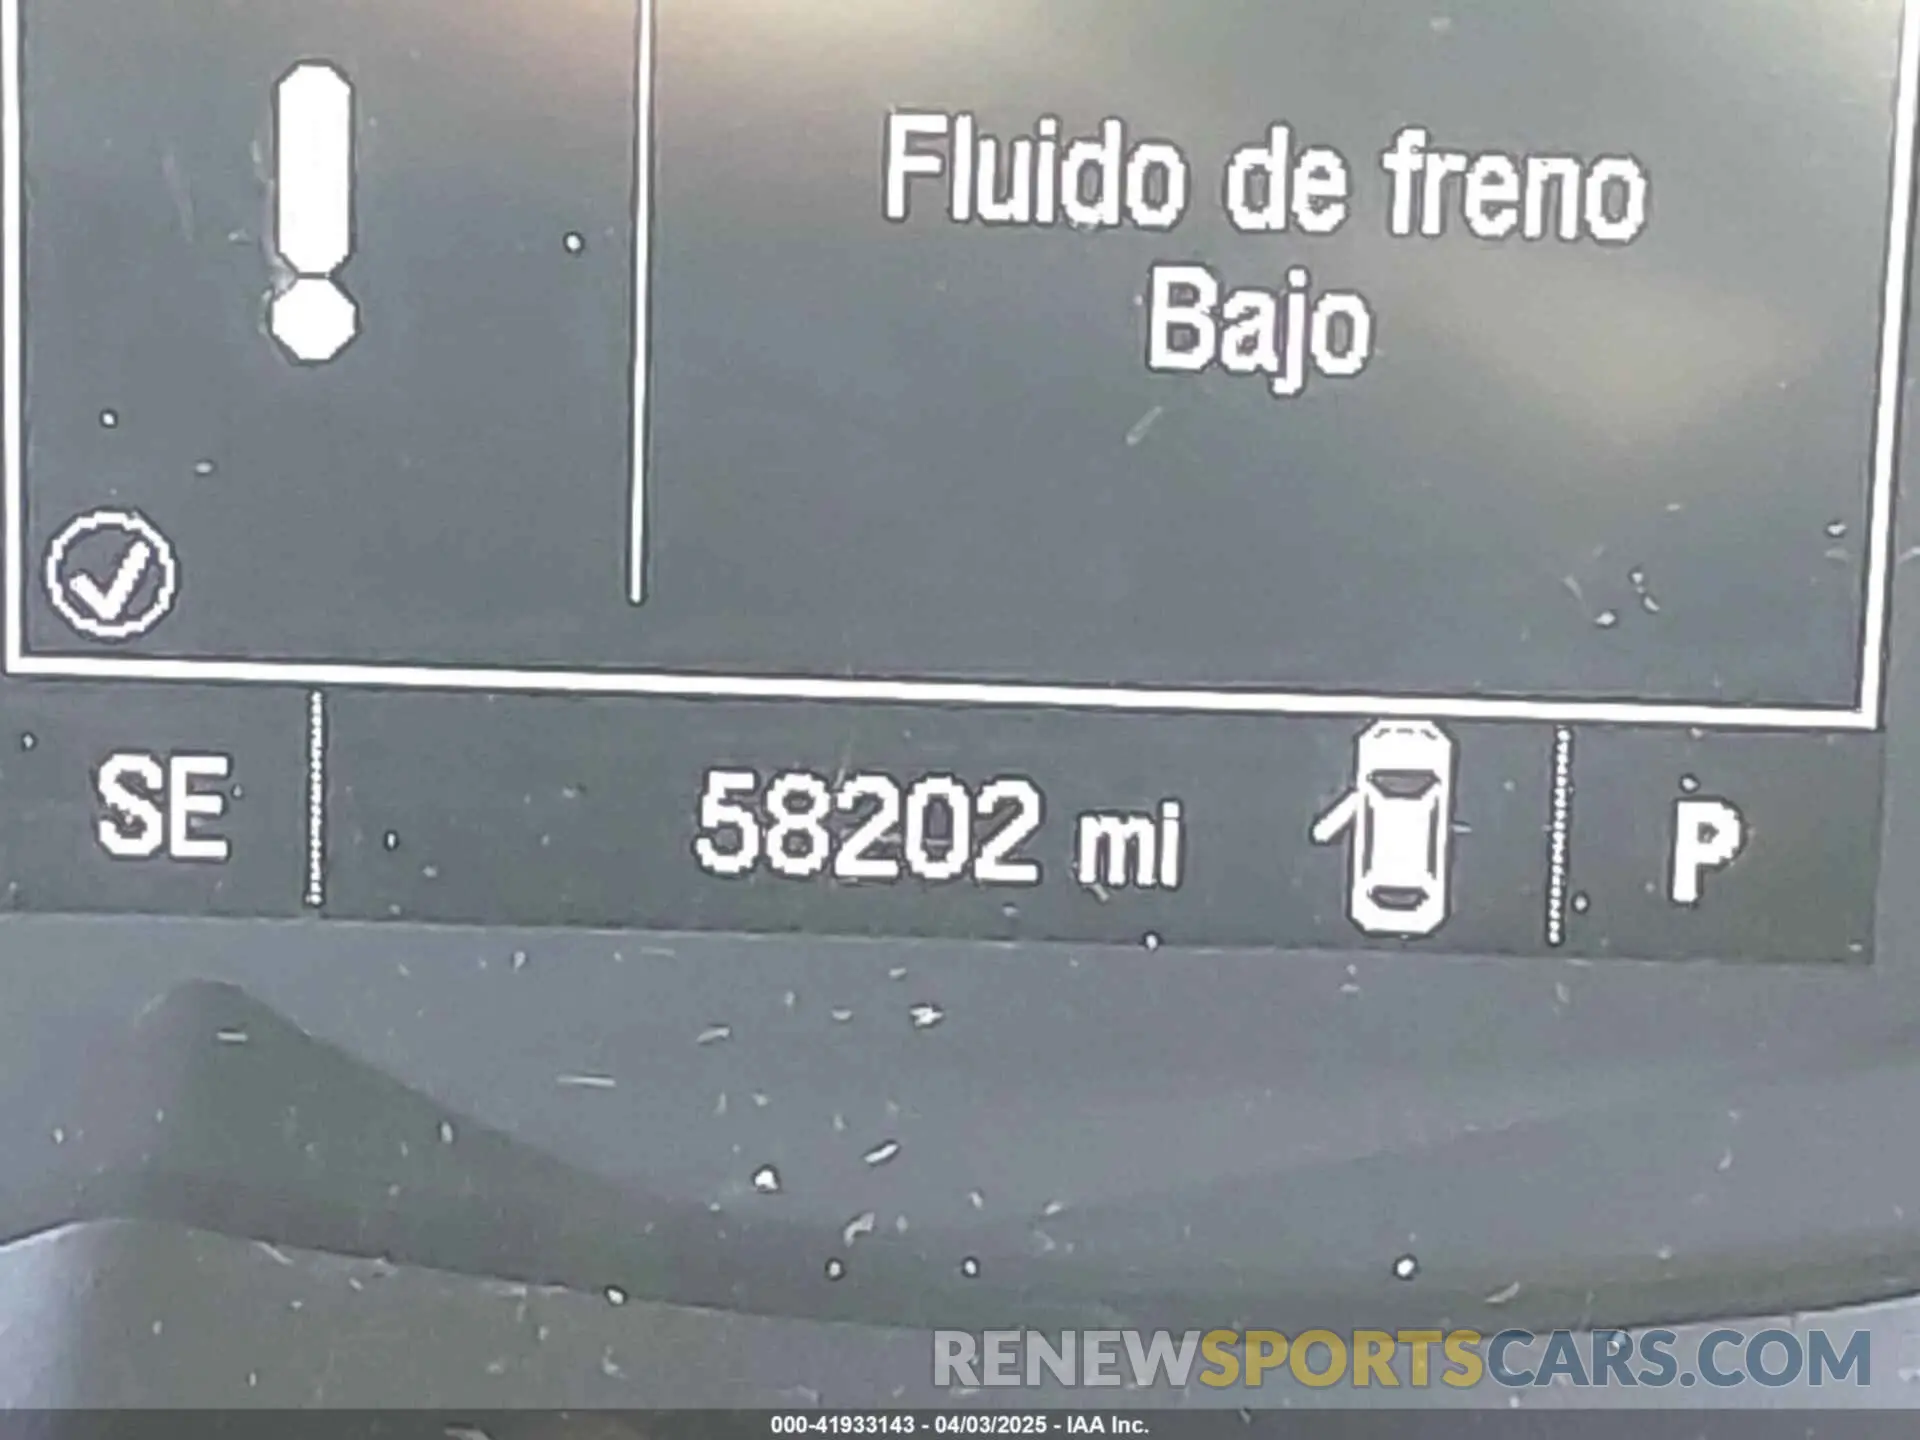 Fluido de freno
Bajo
SE
58202 mi
P
RENEWSPORTSCARS.COM
000-41933143 - 04/03/2025 - IAA Inc.